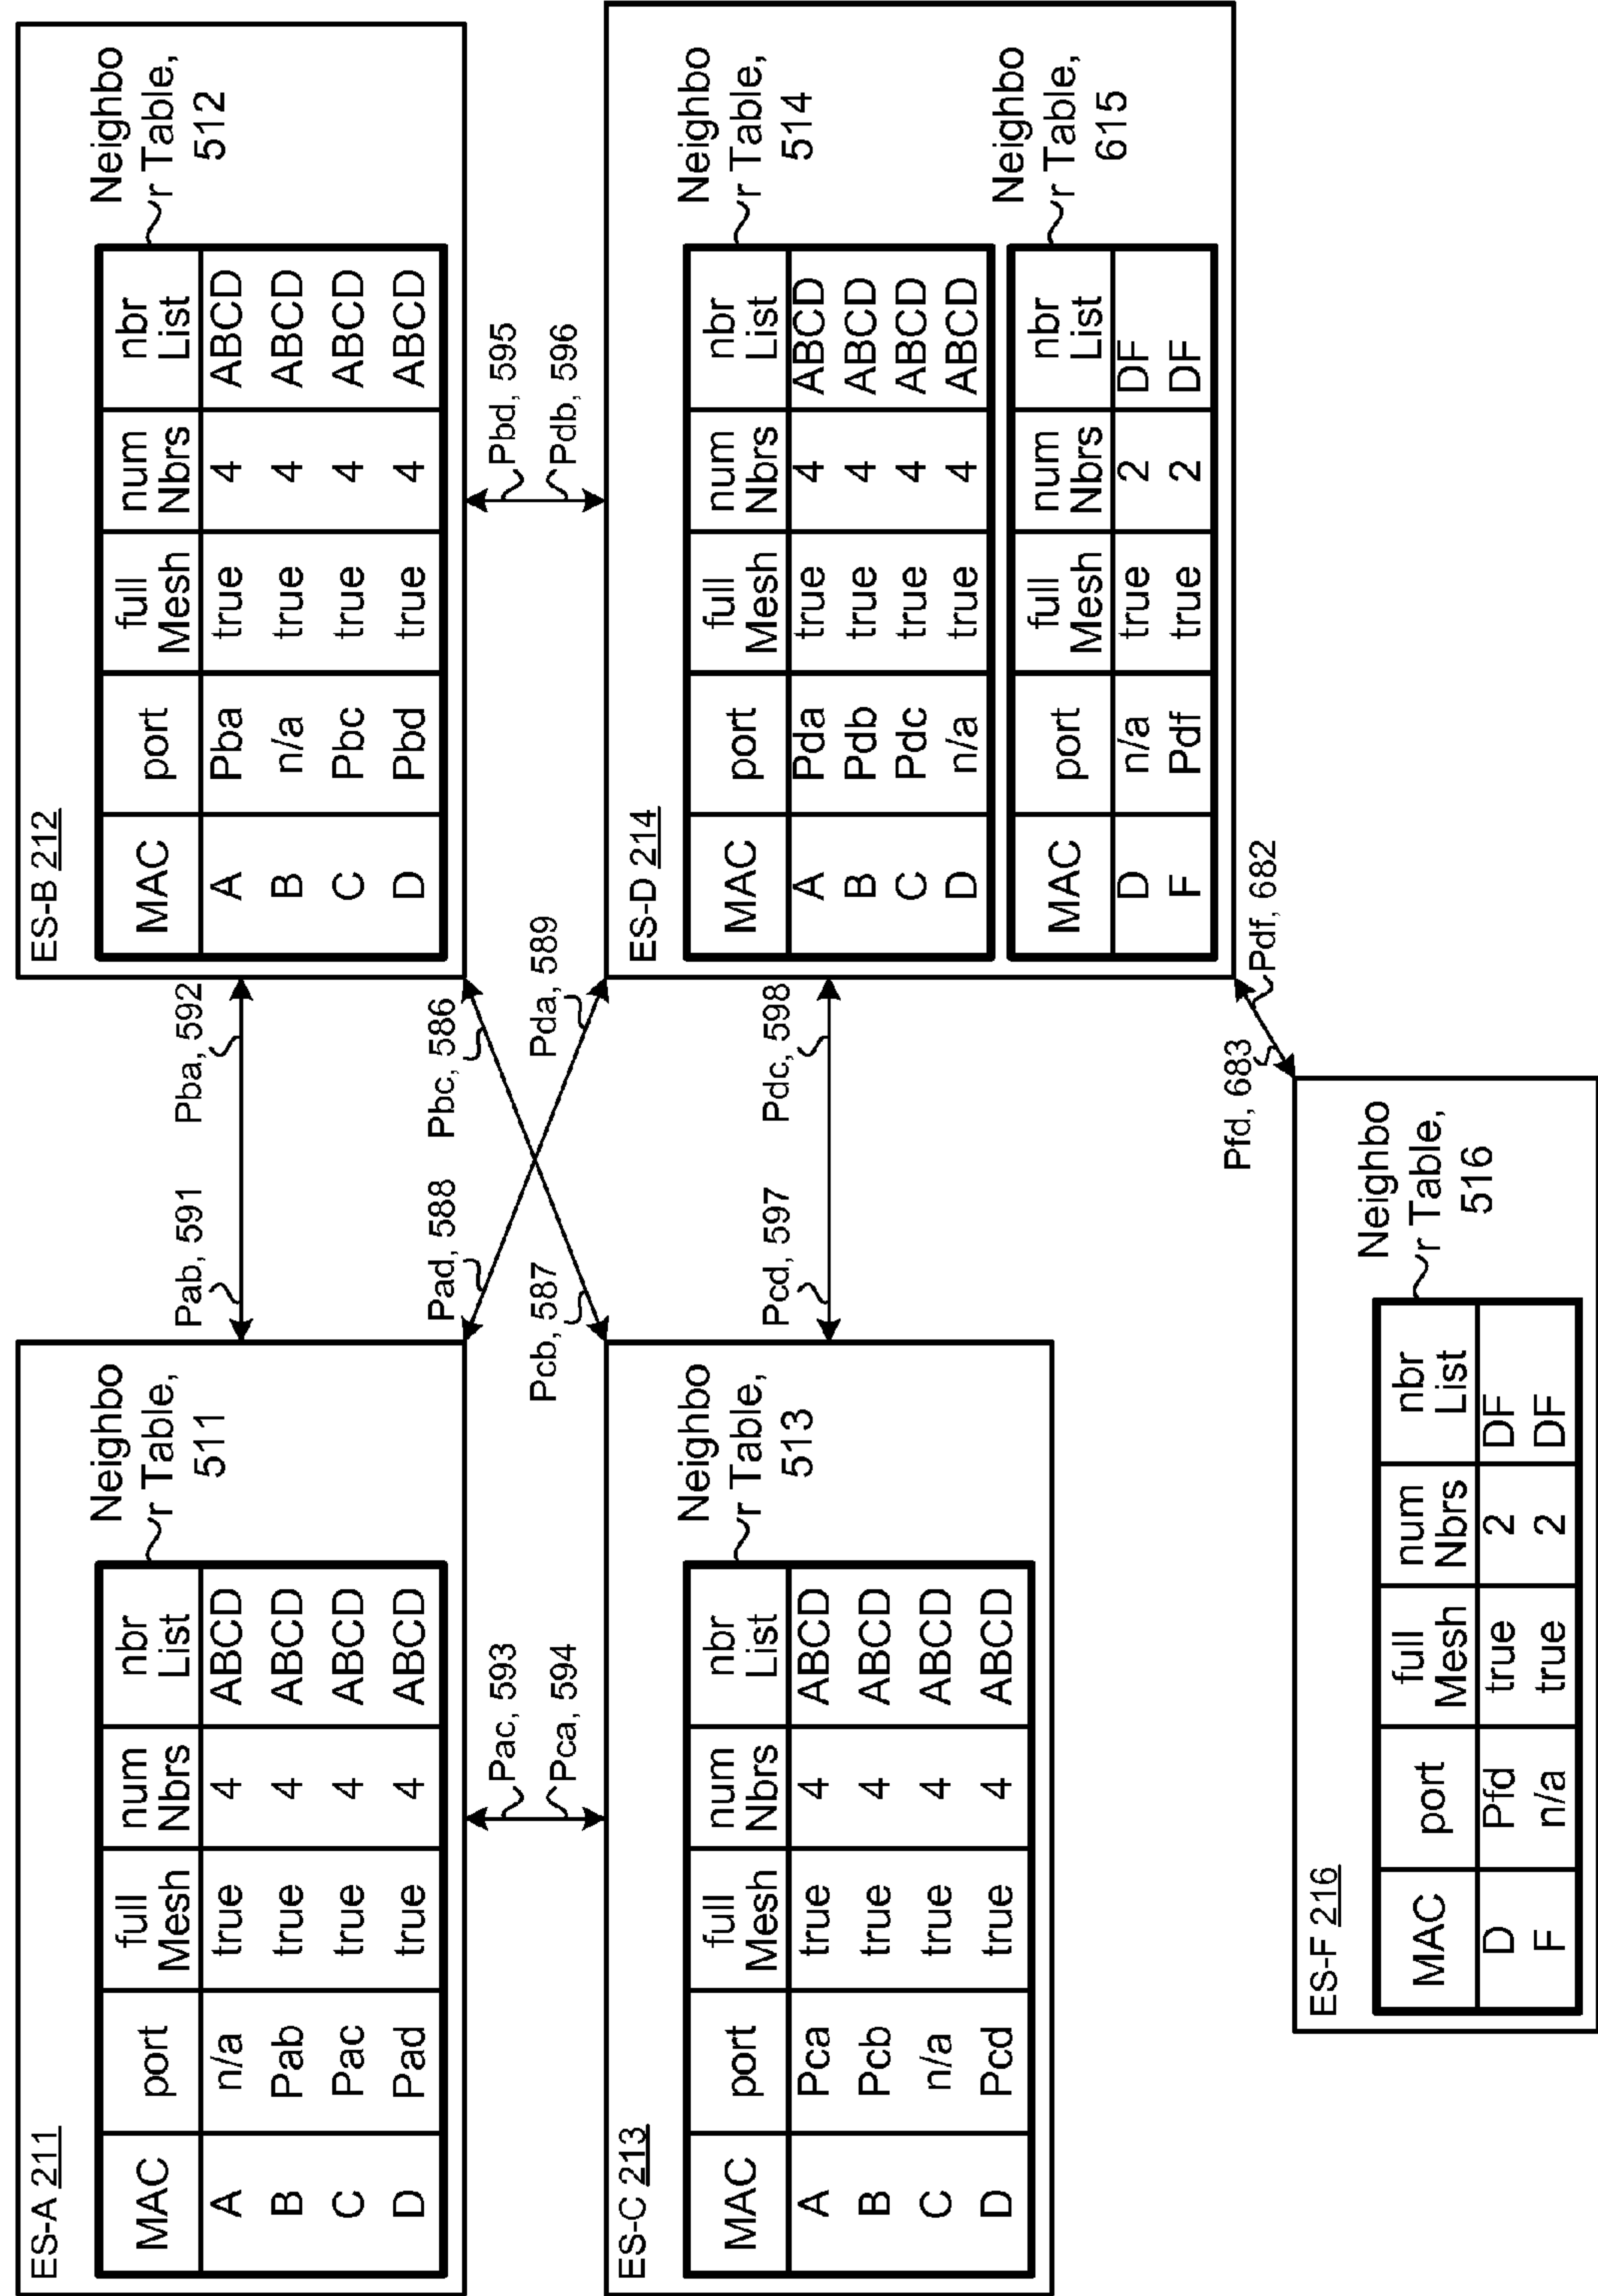 ES-A 211
MAC port full Mesh num Nbrs nbr List
A n/a true 4 ABCD
B Pab true 4 ABCD
C Pac true 4 ABCD
D Pad true 4 ABCD
Neighbo
r Table,
511
Pab, 591
Pba, 592
ES-B 212
MAC port full Mesh num Nbrs nbr List
A Pba true 4 ABCD
B n/a true 4 ABCD
C Pbc true 4 ABCD
D Pbd true 4 ABCD
Neighbo
r Table,
512
Pac, 593
Pca, 594
Pad, 588
Pcb, 587
Pbc, 586
Pda, 589
Pbd, 595
Pdb, 596
ES-C 213
MAC port full Mesh num Nbrs nbr List
A Pca true 4 ABCD
B Pcb true 4 ABCD
C n/a true 4 ABCD
D Pcd true 4 ABCD
Neighbo
r Table,
513
Pcd, 597
Pdc, 598
ES-D 214
MAC port full Mesh num Nbrs nbr List
A Pda true 4 ABCD
B Pdb true 4 ABCD
C Pdc true 4 ABCD
D n/a true 4 ABCD
Neighbo
r Table,
514
MAC port full Mesh num Nbrs nbr List
D n/a true 2 DF
F Pdf true 2 DF
Neighbo
r Table,
615
Pfd, 683
Pdf, 682
ES-F 216
MAC port full Mesh num Nbrs nbr List
D Pfd true 2 DF
F n/a true 2 DF
Neighbo
r Table,
516